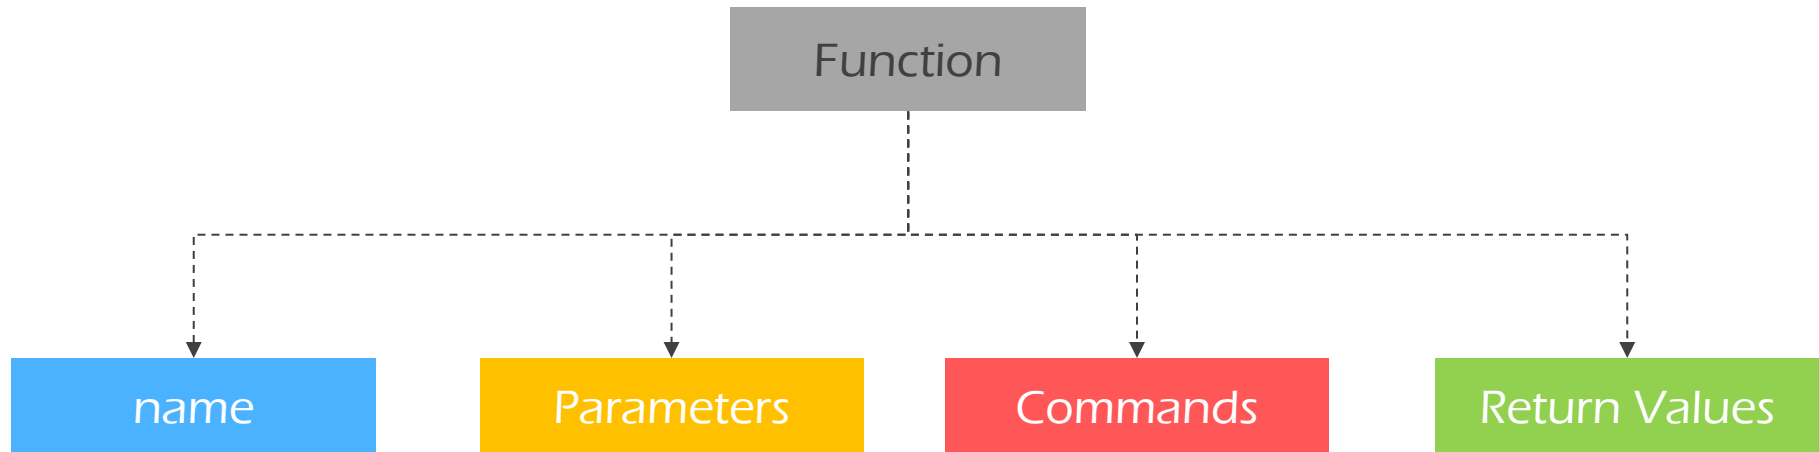 Function
name
Parameters
Commands
Return Values